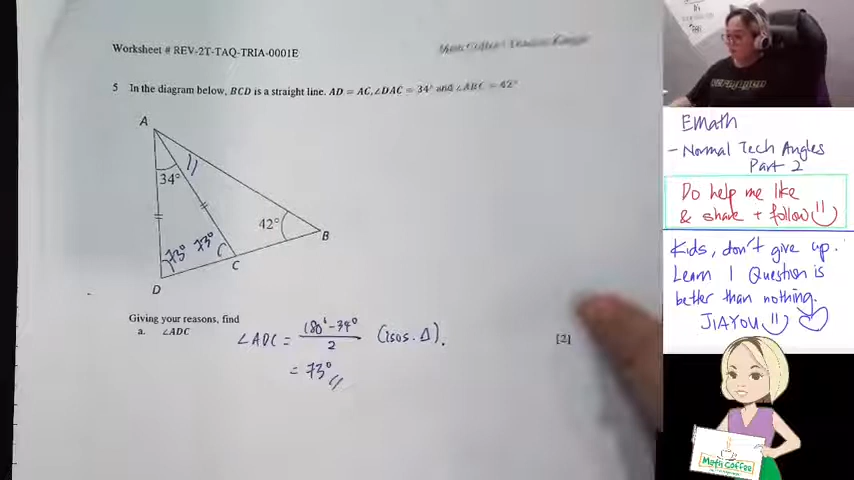 Worksheet # REV-2T-TAQ-TRIA-0001E
5 In the diagram below, BCD is a straight line. AD = AC, ∠DAC = 34° and ∠ABC = 42°
A
34°
42°
B
73° 73°
C
D
Giving your reasons, find
a. ∠ADC
∠ADC = (180° - 34°)/2 (isos. Δ).
= 73°
[2]
EMath
- Normal Tech Angles
Part 2
Do help me like
& share + follow
Kids, don't give up.
Learn 1 Question is
better than nothing.
JIAYOU
Math Coffee